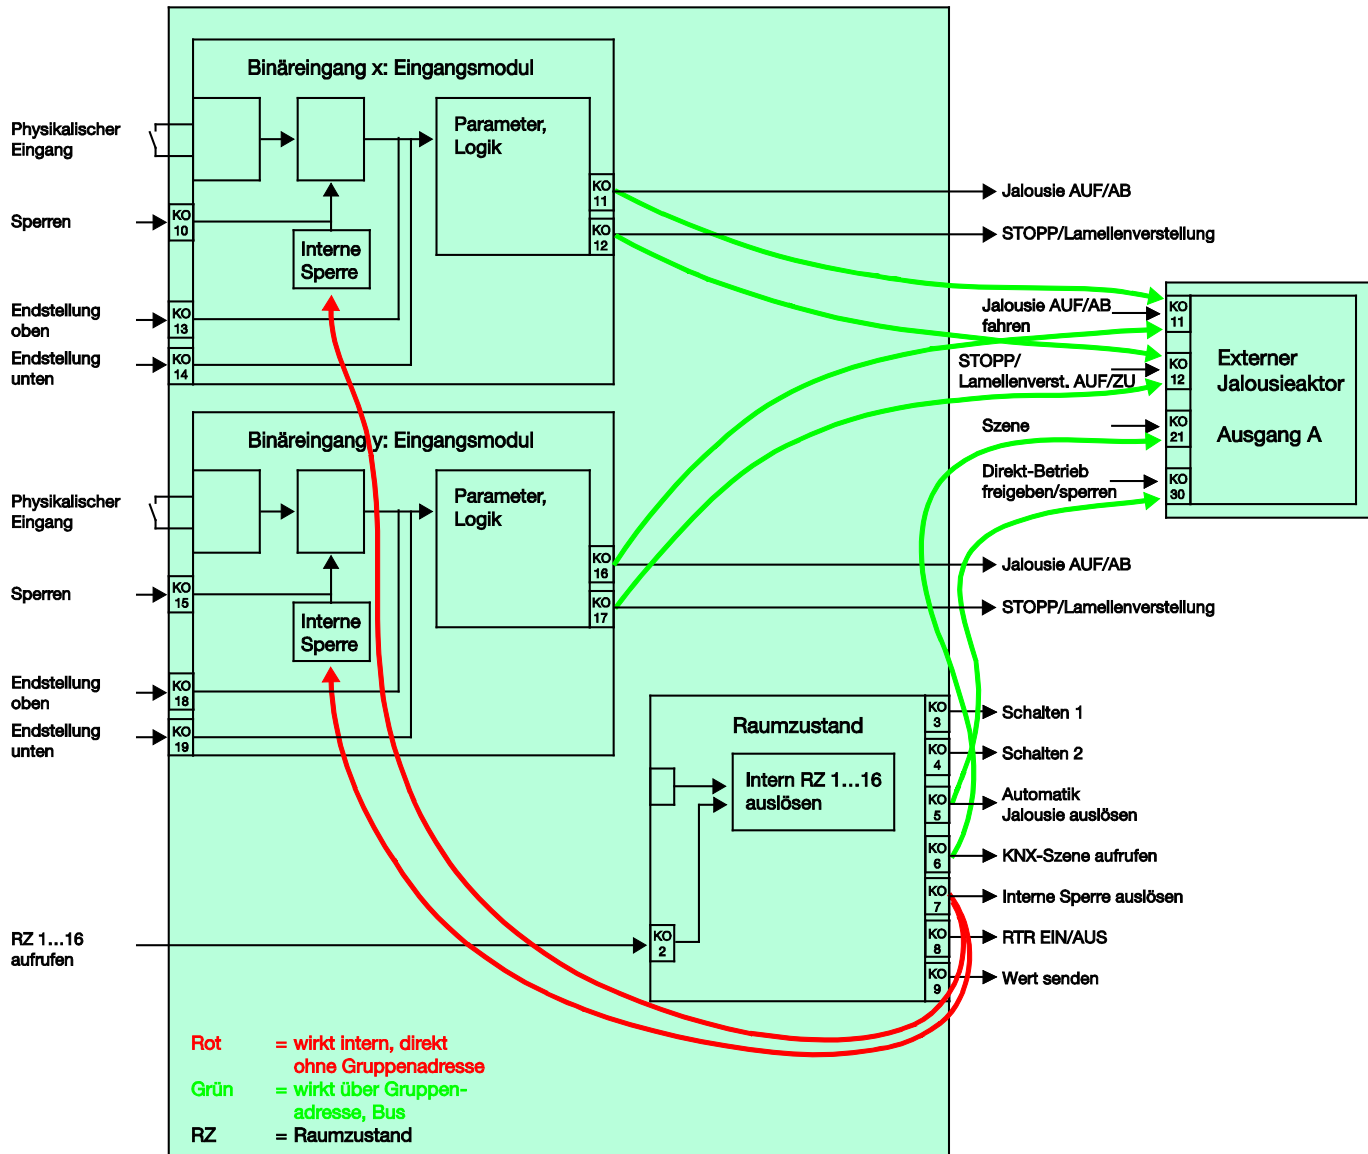 Binäreingang x: Eingangsmodul
Physikalischer
Eingang
Parameter,
Logik
KO
11
Jalousie AUF/AB
Sperren
KO
10
KO
12
STOPP/Lamellenverstellung
Interne
Sperre
Endstellung
oben
KO
13
Endstellung
unten
KO
14
Jalousie AUF/AB
fahren
KO
11
STOPP/
Lamellenverst. AUF/ZU
KO
12
Externer
Jalousieaktor
Szene
KO
21
Ausgang A
Direkt-Betrieb
freigeben/sperren
KO
30
Binäreingang y: Eingangsmodul
Physikalischer
Eingang
Parameter,
Logik
KO
16
Jalousie AUF/AB
Sperren
KO
15
KO
17
STOPP/Lamellenverstellung
Interne
Sperre
Endstellung
oben
KO
18
Endstellung
unten
KO
19
Raumzustand
KO
3
Schalten 1
KO
4
Schalten 2
Intern RZ 1...16
auslösen
KO
5
Automatik
Jalousie auslösen
KO
6
KNX-Szene aufrufen
KO
7
Interne Sperre auslösen
RZ 1...16
aufrufen
KO
2
KO
8
RTR EIN/AUS
KO
9
Wert senden
Rot = wirkt intern, direkt
ohne Gruppenadresse
Grün = wirkt über Gruppen-
adresse, Bus
RZ = Raumzustand